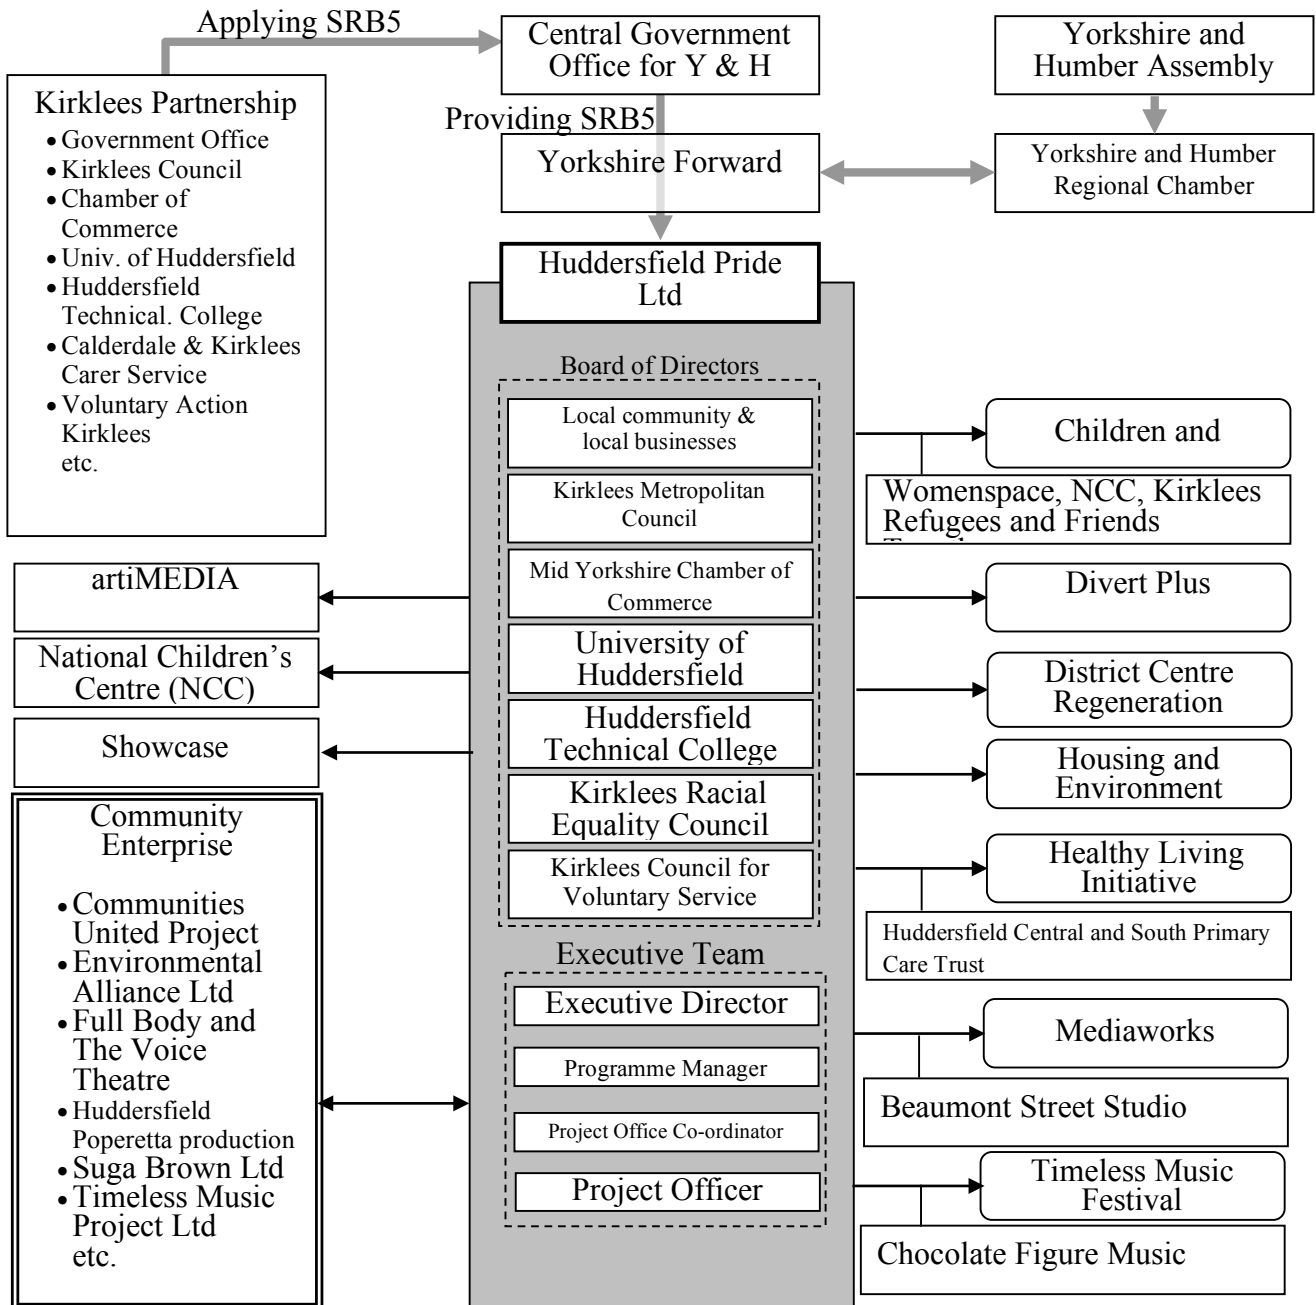 Applying SRB5
Central Government
Office for Y & H
Yorkshire and
Humber Assembly
Kirklees Partnership
• Government Office
• Kirklees Council
• Chamber of
Commerce
• Univ. of Huddersfield
• Huddersfield
Technical. College
• Calderdale & Kirklees
Carer Service
• Voluntary Action
Kirklees
etc.
Providing SRB5
Yorkshire Forward
Yorkshire and Humber
Regional Chamber
Huddersfield Pride
Ltd
Board of Directors
Local community &
local businesses
Kirklees Metropolitan
Council
Mid Yorkshire Chamber of
Commerce
University of
Huddersfield
Huddersfield
Technical College
Kirklees Racial
Equality Council
Kirklees Council for
Voluntary Service
Executive Team
Executive Director
Programme Manager
Project Office Co-ordinator
Project Officer
artiMEDIA
National Children’s
Centre (NCC)
Showcase
Community
Enterprise
• Communities
United Project
• Environmental
Alliance Ltd
• Full Body and
The Voice
Theatre
• Huddersfield
Poperetta production
• Suga Brown Ltd
• Timeless Music
Project Ltd
etc.
Children and
Womenspace, NCC, Kirklees
Refugees and Friends
Divert Plus
District Centre
Regeneration
Housing and
Environment
Healthy Living
Initiative
Huddersfield Central and South Primary
Care Trust
Mediaworks
Beaumont Street Studio
Timeless Music
Festival
Chocolate Figure Music